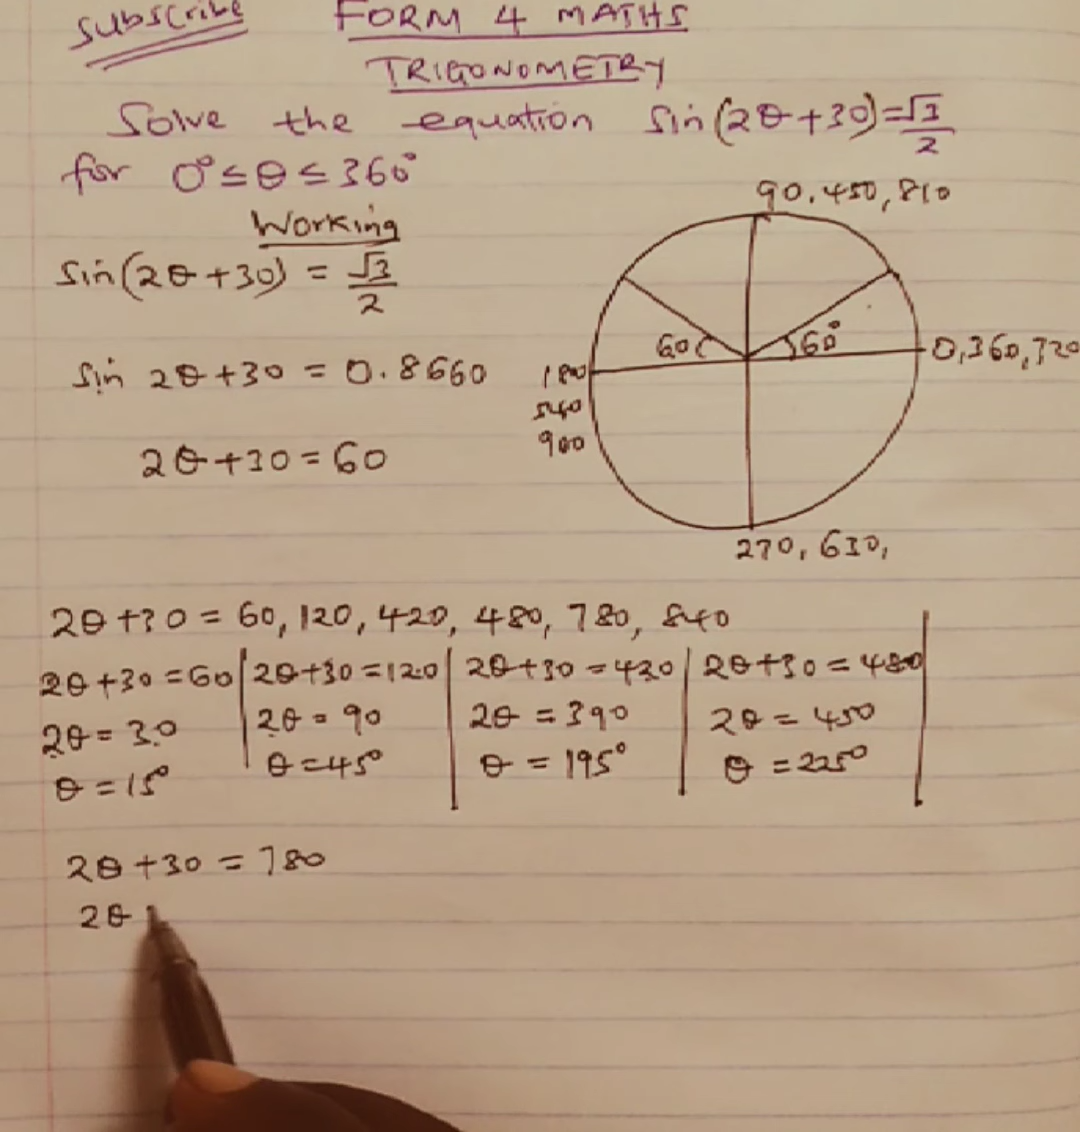 Subscribe FORM 4 MATHS
TRIGONOMETRY
Solve the equation Sin(2θ+30)=√3/2
for 0°≤θ≤360°
Working
Sin(2θ+30) = √3/2
Sin 2θ+30 = 0.8660
2θ+30=60
90, 450, 810
60 60°
0,360,720
180
540
900
270, 630,
2θ+30 = 60, 120, 420, 480, 780, 840
2θ+30=60 2θ+30=120 2θ+30=420 2θ+30=480
2θ=30 2θ=90 2θ=390 2θ=450
θ=15° θ=45° θ=195° θ=225°
2θ+30=780
2θ